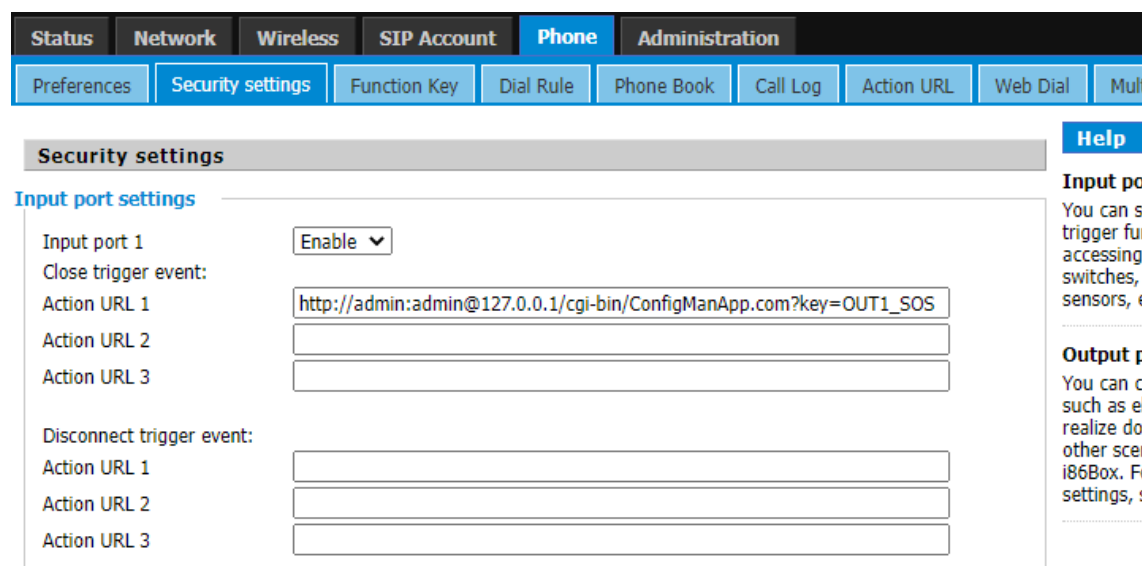 Status Network Wireless SIP Account Phone Administration
Preferences Security settings Function Key Dial Rule Phone Book Call Log Action URL Web Dial
Security settings
Input port settings
Input port 1 Enable
Close trigger event:
Action URL 1 http://admin:admin@127.0.0.1/cgi-bin/ConfigManApp.com?key=OUT1_SOS
Action URL 2
Action URL 3
Disconnect trigger event:
Action URL 1
Action URL 2
Action URL 3
Help
Input
You can
trigger
accessing
switches,
sensors,
Output
You can
such as
realize
other
i86Box.
settings,